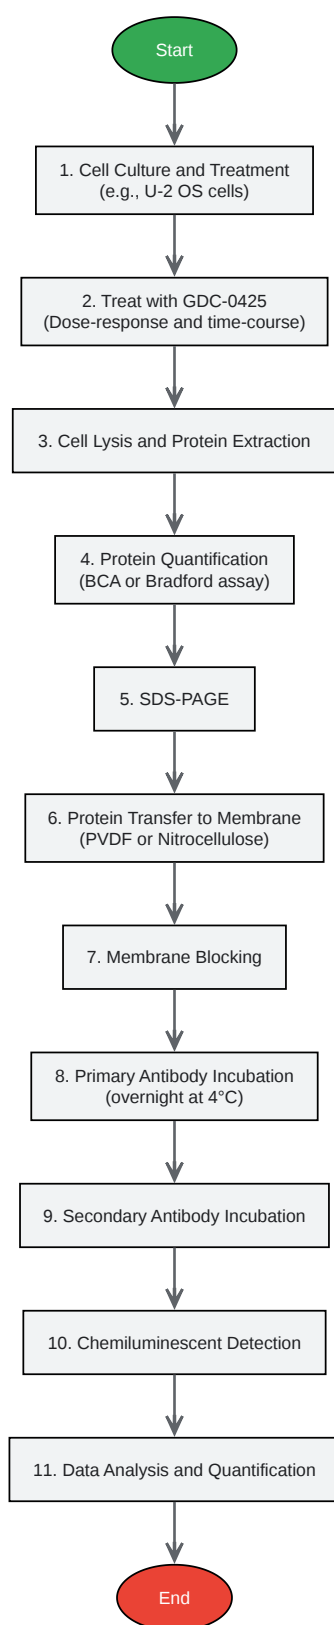 Start
1. Cell Culture and Treatment
(e.g., U-2 OS cells)
2. Treat with GDC-0425
(Dose-response and time-course)
3. Cell Lysis and Protein Extraction
4. Protein Quantification
(BCA or Bradford assay)
5. SDS-PAGE
6. Protein Transfer to Membrane
(PVDF or Nitrocellulose)
7. Membrane Blocking
8. Primary Antibody Incubation
(overnight at 4°C)
9. Secondary Antibody Incubation
10. Chemiluminescent Detection
11. Data Analysis and Quantification
End